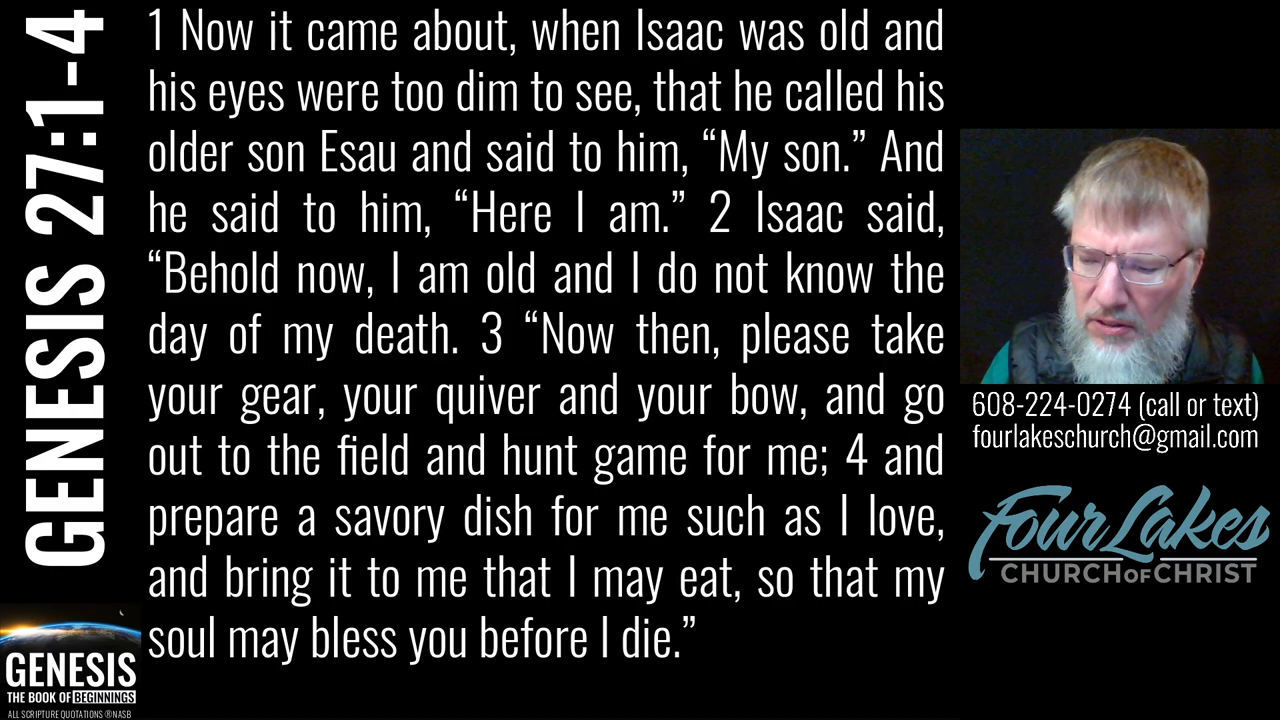 GENESIS 27:1-4
1 Now it came about, when Isaac was old and
his eyes were too dim to see, that he called his
older son Esau and said to him, “My son.” And
he said to him, “Here I am.” 2 Isaac said,
“Behold now, I am old and I do not know the
day of my death. 3 “Now then, please take
your gear, your quiver and your bow, and go
out to the field and hunt game for me; 4 and
prepare a savory dish for me such as I love,
and bring it to me that I may eat, so that my
soul may bless you before I die.”
608-224-0274 (call or text)
fourlakeschurch@gmail.com
Four Lakes
CHURCH OF CHRIST
GENESIS
THE BOOK OF BEGINNINGS
ALL SCRIPTURE QUOTATIONS ®NASB